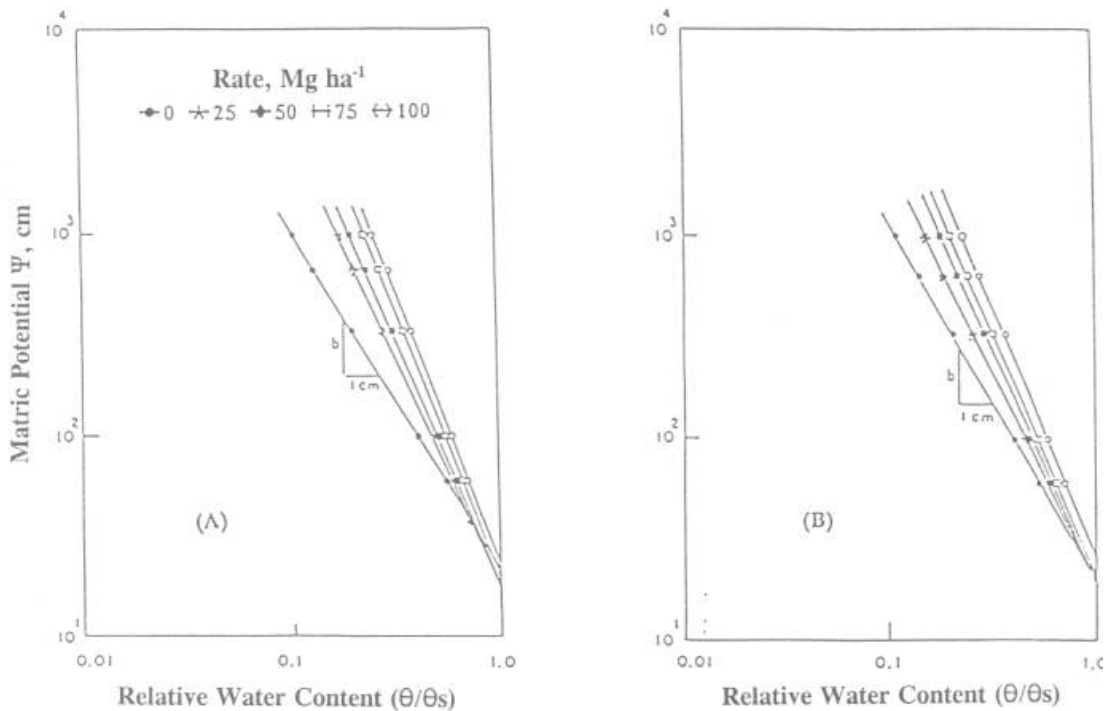 10⁴
10³
10²
10¹
Matric Potential Ψ, cm
Rate, Mg ha⁻¹
0 25 50 75 100
b
1 cm
(A)
0.01 0.1 1.0
Relative Water Content (θ/θs)
10⁴
10³
10²
10¹
b
1 cm
(B)
0.01 0.1 1.0
Relative Water Content (θ/θs)